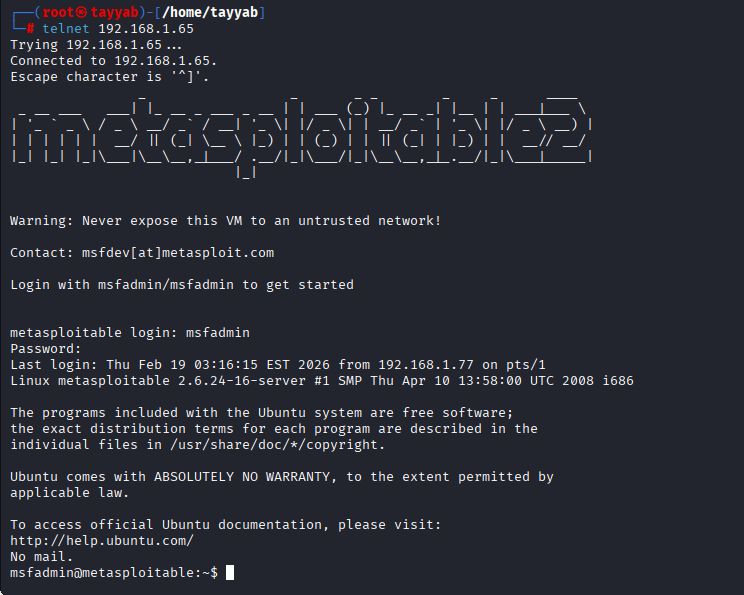 ┌──(root㉿tayyab)-[/home/tayyab]
└─# telnet 192.168.1.65
Trying 192.168.1.65...
Connected to 192.168.1.65.
Escape character is '^]'.
metasploitable2
Warning: Never expose this VM to an untrusted network!
Contact: msfdev[at]metasploit.com
Login with msfadmin/msfadmin to get started
metasploitable login: msfadmin
Password:
Last login: Thu Feb 19 03:16:15 EST 2026 from 192.168.1.77 on pts/1
Linux metasploitable 2.6.24-16-server #1 SMP Thu Apr 10 13:58:00 UTC 2008 i686
The programs included with the Ubuntu system are free software;
the exact distribution terms for each program are described in the
individual files in /usr/share/doc/*/copyright.
Ubuntu comes with ABSOLUTELY NO WARRANTY, to the extent permitted by
applicable law.
To access official Ubuntu documentation, please visit:
http://help.ubuntu.com/
No mail.
msfadmin@metasploitable:~$